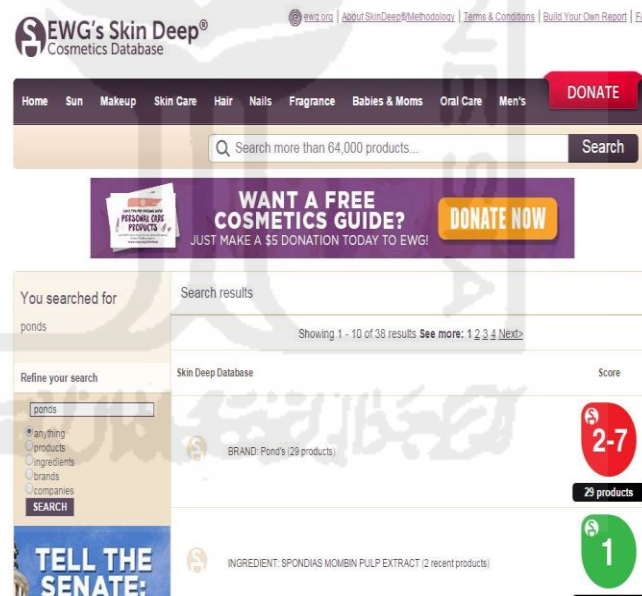 EWG's Skin Deep®
Cosmetics Database
ewg.org | About SkinDeep®/Methodology | Terms & Conditions | Build Your Own Report |
Home Sun Makeup Skin Care Hair Nails Fragrance Babies & Moms Oral Care Men's DONATE
Search more than 64,000 products... Search
PERSONAL CARE
PRODUCTS
WANT A FREE
COSMETICS GUIDE?
JUST MAKE A $5 DONATION TODAY TO EWG!
DONATE NOW
You searched for
ponds
Refine your search
ponds
anything
products
ingredients
brands
companies
SEARCH
TELL THE
SENATE:
Search results
Showing 1 - 10 of 38 results See more: 1 2 3 4 Next>
Skin Deep Database Score
BRAND: Pond's (29 products) 2-7
29 products
INGREDIENT: SPONDIAS MOMBIN PULP EXTRACT (2 recent products) 1